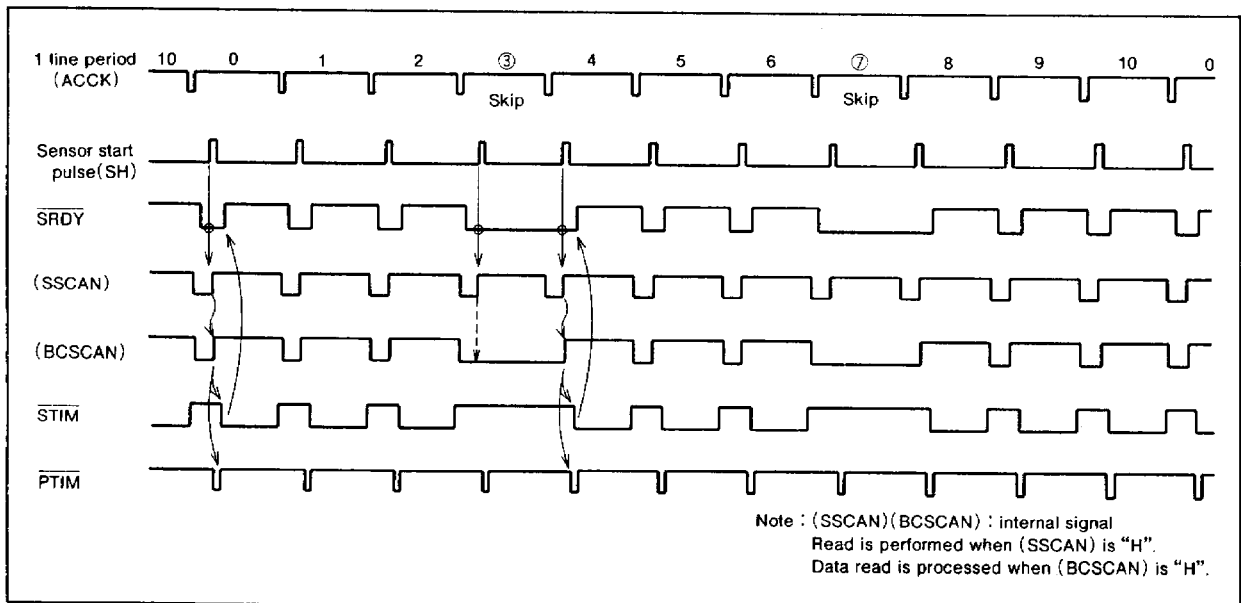 10 0 1 2 ③ 4 5 6 ⑦ 8 9 10 0
1 line period
(ACCK)
Skip Skip
Sensor start
pulse(SH)
SRDY
(SSCAN)
(BCSCAN)
STIM
PTIM
Note : (SSCAN)(BCSCAN) : internal signal
Read is performed when (SSCAN) is “H”.
Data read is processed when (BCSCAN) is “H”.